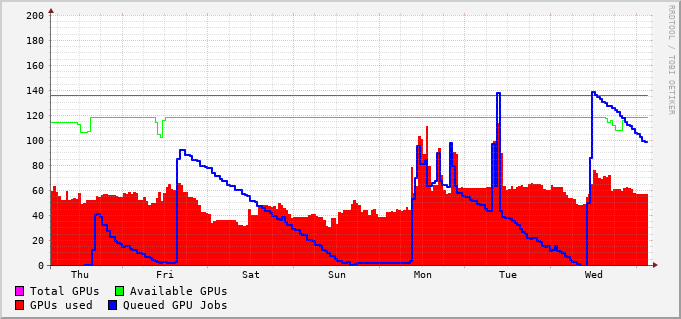 200
180
160
140
120
100
80
60
40
20
0
Thu Fri Sat Sun Mon Tue Wed
Total GPUs Available GPUs
GPUs used Queued GPU Jobs
RRDTOOL / TOBI OETIKER